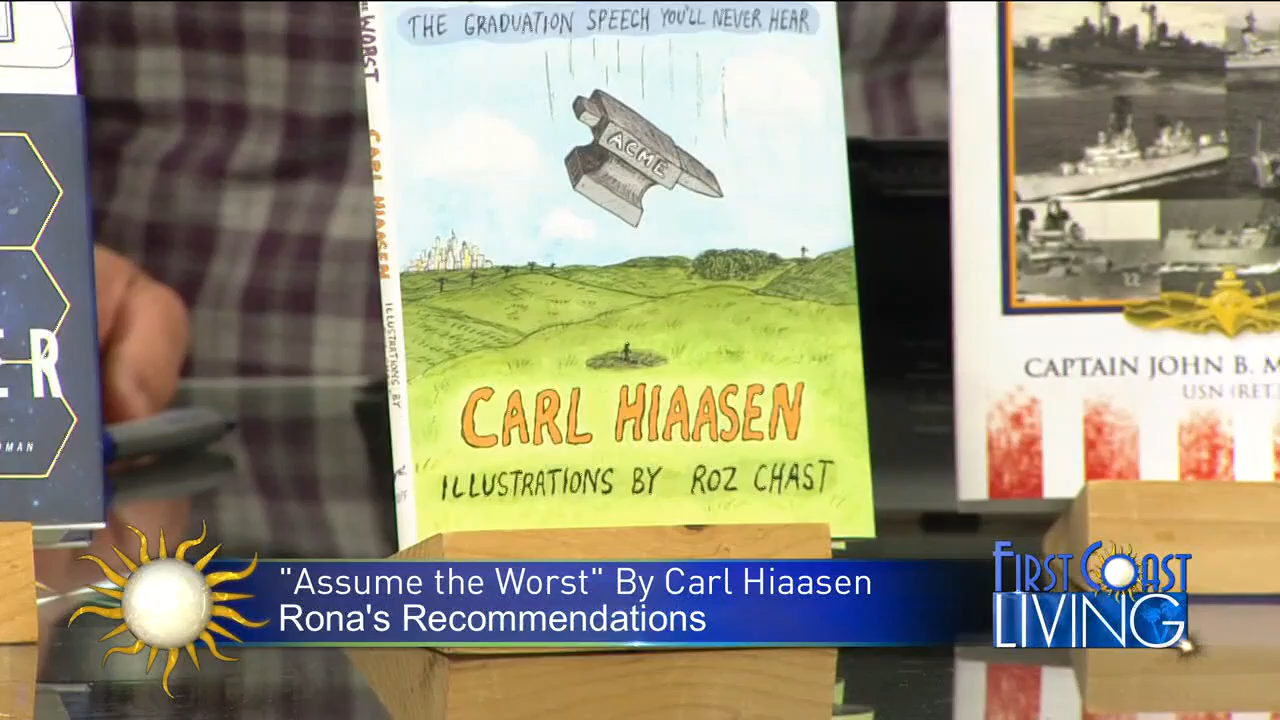 THE GRADUATION SPEECH YOU'LL NEVER HEAR
ACME
WORST CARL HIAASEN ILLUSTRATIONS BY
CARL HIAASEN
ILLUSTRATIONS BY ROZ CHAST
ER
CAPTAIN JOHN B. M
USN (RET.
"Assume the Worst" By Carl Hiaasen
Rona's Recommendations
FIRST COAST
LIVING